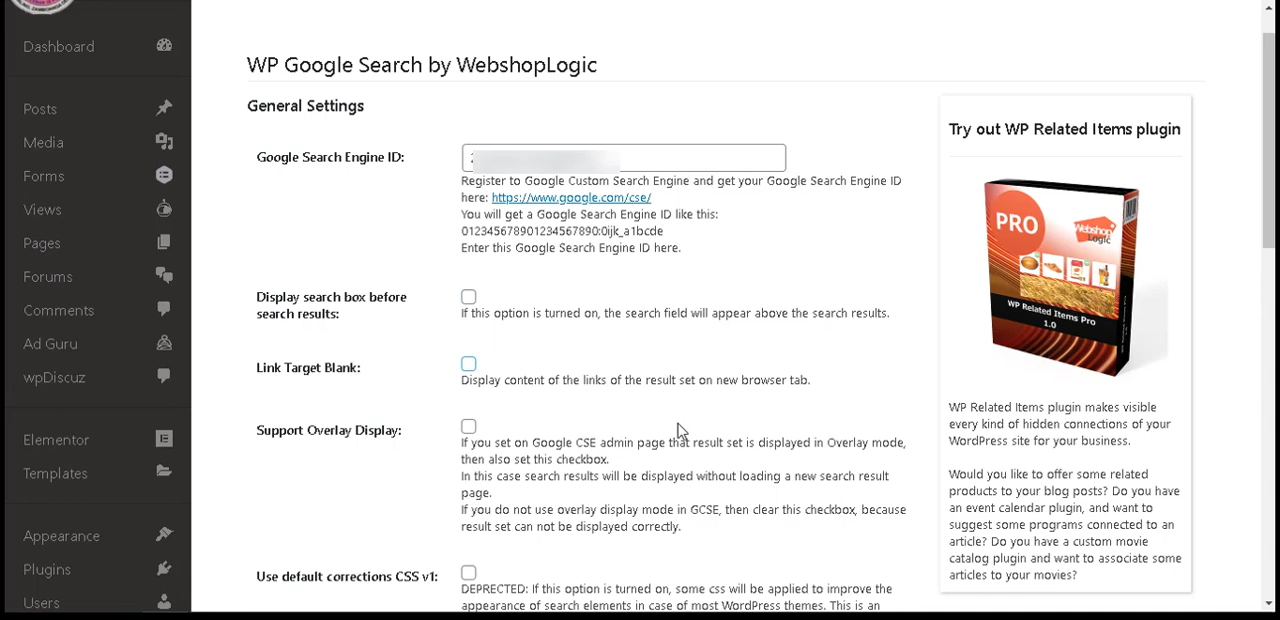 Dashboard
Posts
Media
Forms
Views
Pages
Forums
Comments
Ad Guru
wpDiscuz
Elementor
Templates
Appearance
Plugins
Users
WP Google Search by WebshopLogic
General Settings
Google Search Engine ID:
Register to Google Custom Search Engine and get your Google Search Engine ID
here: https://www.google.com/cse/
You will get a Google Search Engine ID like this:
012345678901234567890:0ijk_a1bcde
Enter this Google Search Engine ID here.
Display search box before
search results:
If this option is turned on, the search field will appear above the search results.
Link Target Blank:
Display content of the links of the result set on new browser tab.
Support Overlay Display:
If you set on Google CSE admin page that result set is displayed in Overlay mode,
then also set this checkbox.
In this case search results will be displayed without loading a new search result
page.
If you do not use overlay display mode in GCSE, then clear this checkbox, because
result set can not be displayed correctly.
Use default corrections CSS v1:
DEPRECTED: If this option is turned on, some css will be applied to improve the
appearance of search elements in case of most WordPress themes. This is an
Try out WP Related Items plugin
PRO
Webshop
Logic
WP Related Items Pro
1.0
WP Related Items plugin makes visible
every kind of hidden connections of your
WordPress site for your business.
Would you like to offer some related
products to your blog posts? Do you have
an event calendar plugin, and want to
suggest some programs connected to an
article? Do you have a custom movie
catalog plugin and want to associate some
articles to your movies?